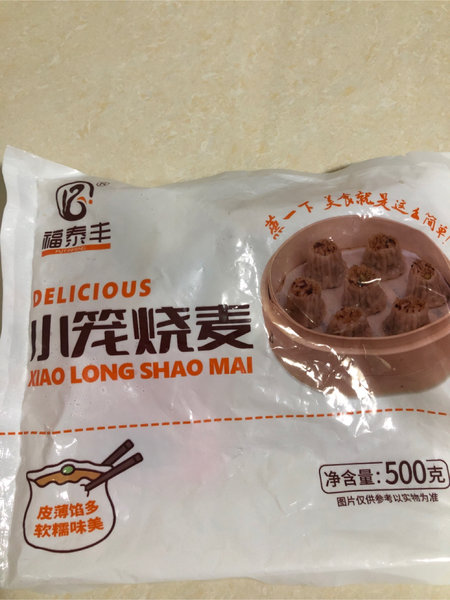 ®
福泰丰
蒸一下 美食就是这么简单!
DELICIOUS
小笼烧麦
XIAO LONG SHAO MAI
皮薄馅多
软糯味美
净含量:500克
图片仅供参考以实物为准